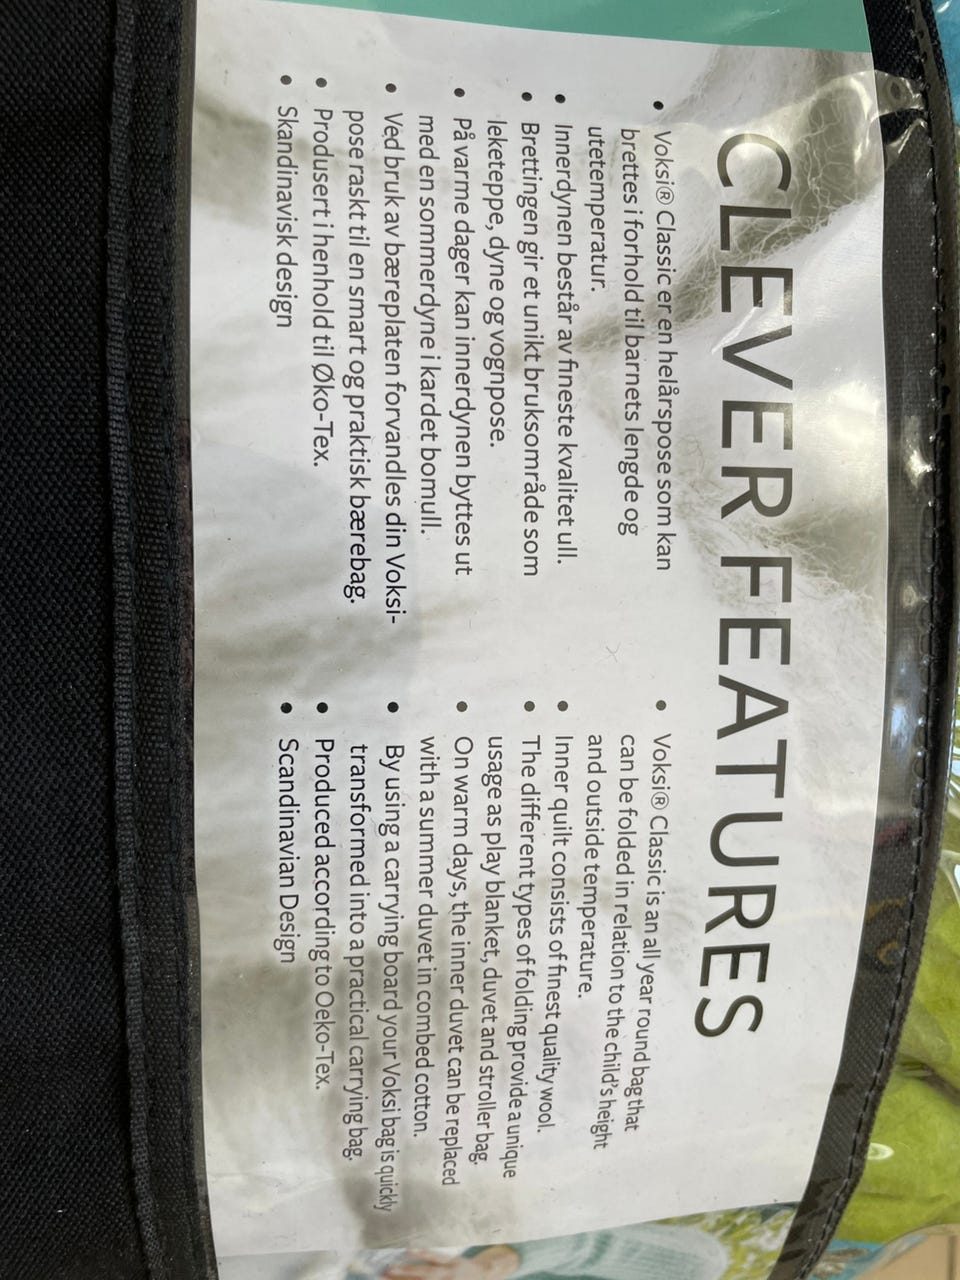 CLEVER FEATURES
• Voksi® Classic er en helårspose som kan
brettes i forhold til barnets lengde og
utetemperatur.
• Innerdynen består av fineste kvalitet ull.
• Brettingen gir et unikt bruksområde som
leketeppe, dyne og vognpose.
• På varme dager kan innerdynen byttes ut
med en sommerdyne i kardet bomull.
• Ved bruk av bæreplaten forvandles din Voksi-
pose raskt til en smart og praktisk bærebag.
• Produsert i henhold til Øko-Tex.
• Skandinavisk design
• Voksi® Classic is an all year round bag that
can be folded in relation to the child's height
and outside temperature.
• Inner quilt consists of finest quality wool.
• The different types of folding provide a unique
usage as play blanket, duvet and stroller bag.
• On warm days, the inner duvet can be replaced
with a summer duvet in combed cotton.
• By using a carrying board your Voksi bag is quickly
transformed into a practical carrying bag.
• Produced according to Oeko-Tex.
• Scandinavian Design